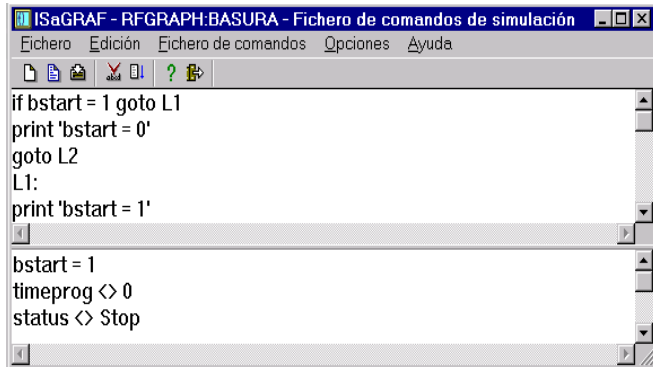 ISaGRAF - RFGRAPH:BASURA - Fichero de comandos de simulación
Fichero Edición Fichero de comandos Opciones Ayuda
if bstart = 1 goto L1
print 'bstart = 0'
goto L2
L1:
print 'bstart = 1'
bstart = 1
timeprog <> 0
status <> Stop